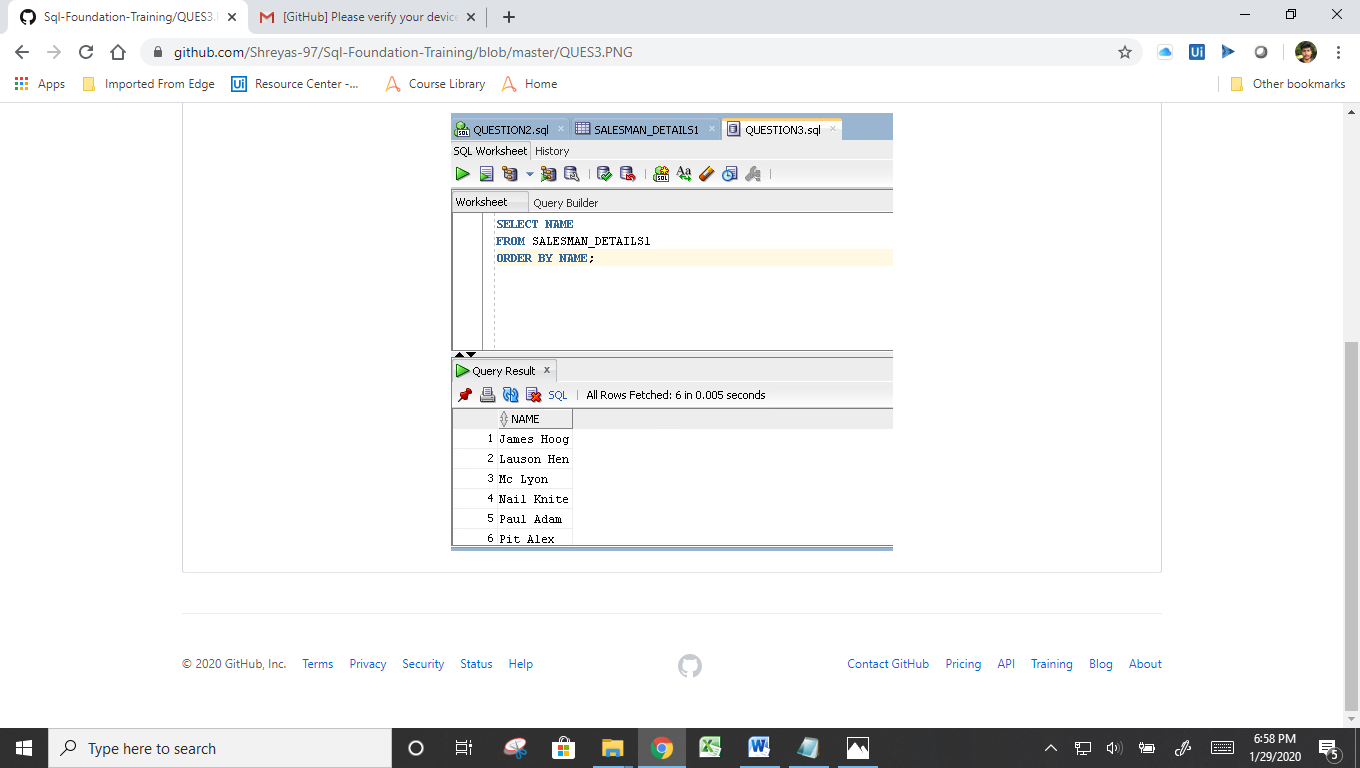 Sql-Foundation-Training/QUES3.
[GitHub] Please verify your device
github.com/Shreyas-97/Sql-Foundation-Training/blob/master/QUES3.PNG
Apps Imported From Edge Resource Center -... Course Library Home Other bookmarks
QUESTION2.sql SALESMAN_DETAILS1 QUESTION3.sql
SQL Worksheet History
Worksheet Query Builder
SELECT NAME
FROM SALESMAN_DETAILS1
ORDER BY NAME;
Query Result
SQL All Rows Fetched: 6 in 0.005 seconds
NAME
1 James Hoog
2 Lauson Hen
3 Mc Lyon
4 Nail Knite
5 Paul Adam
6 Pit Alex
© 2020 GitHub, Inc. Terms Privacy Security Status Help Contact GitHub Pricing API Training Blog About
Type here to search
6:58 PM
1/29/2020
5